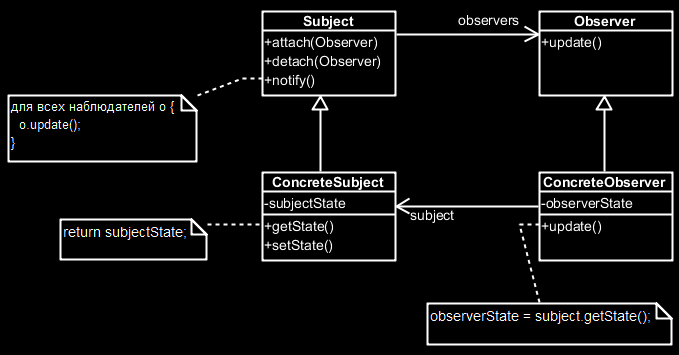 Subject
+attach(Observer)
+detach(Observer)
+notify()
observers
Observer
+update()
для всех наблюдателей o {
o.update();
}
ConcreteSubject
-subjectState
+getState()
+setState()
subject
ConcreteObserver
-observerState
+update()
return subjectState;
observerState = subject.getState();